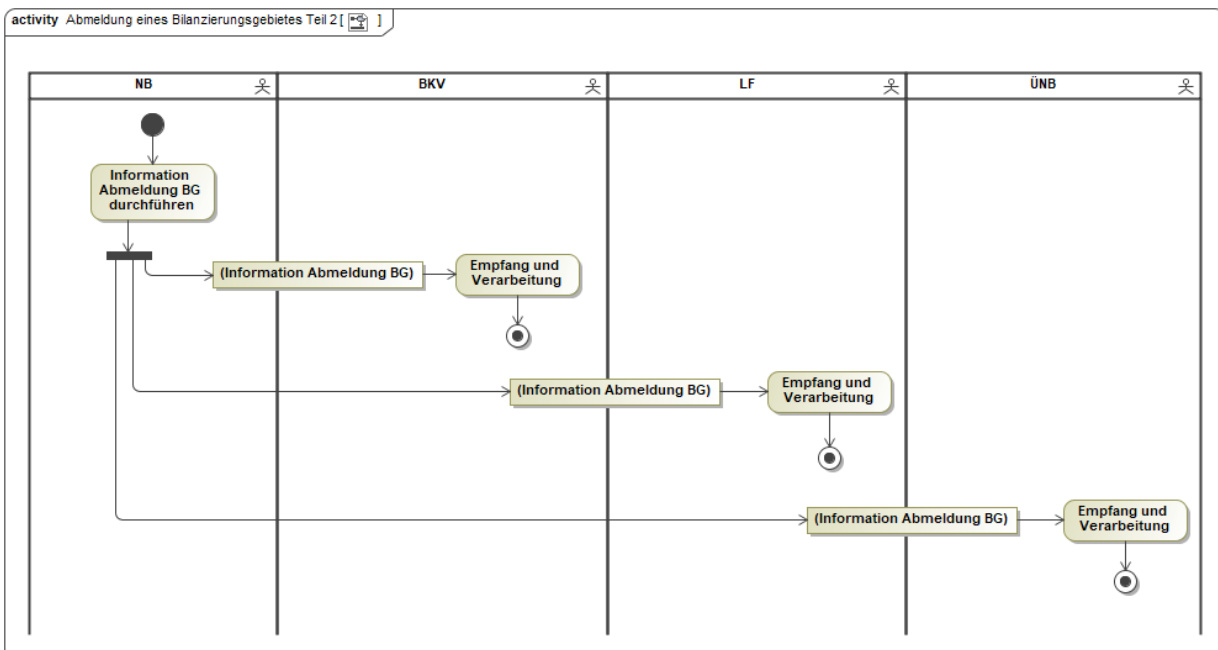 activity Abmeldung eines Bilanzierungsgebietes Teil 2 [ ]
NB BKV LF ÜNB
Information
Abmeldung BG
durchführen
(Information Abmeldung BG)
Empfang und
Verarbeitung
(Information Abmeldung BG)
Empfang und
Verarbeitung
(Information Abmeldung BG)
Empfang und
Verarbeitung